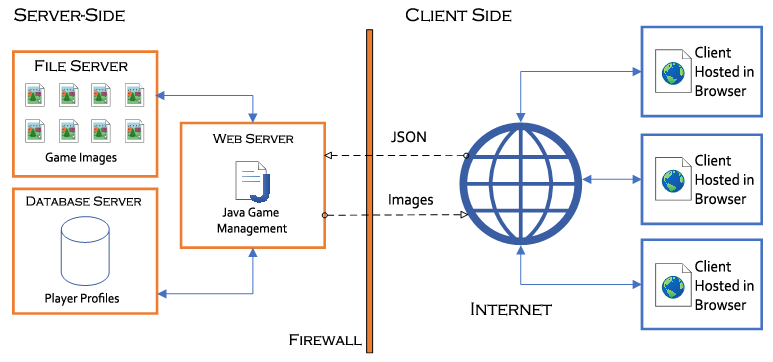 SERVER-SIDE
CLIENT SIDE
FILE SERVER
Game Images
WEB SERVER
J
Java Game
Management
DATABASE SERVER
Player Profiles
FIREWALL
JSON
Images
INTERNET
Client
Hosted in
Browser
Client
Hosted in
Browser
Client
Hosted in
Browser